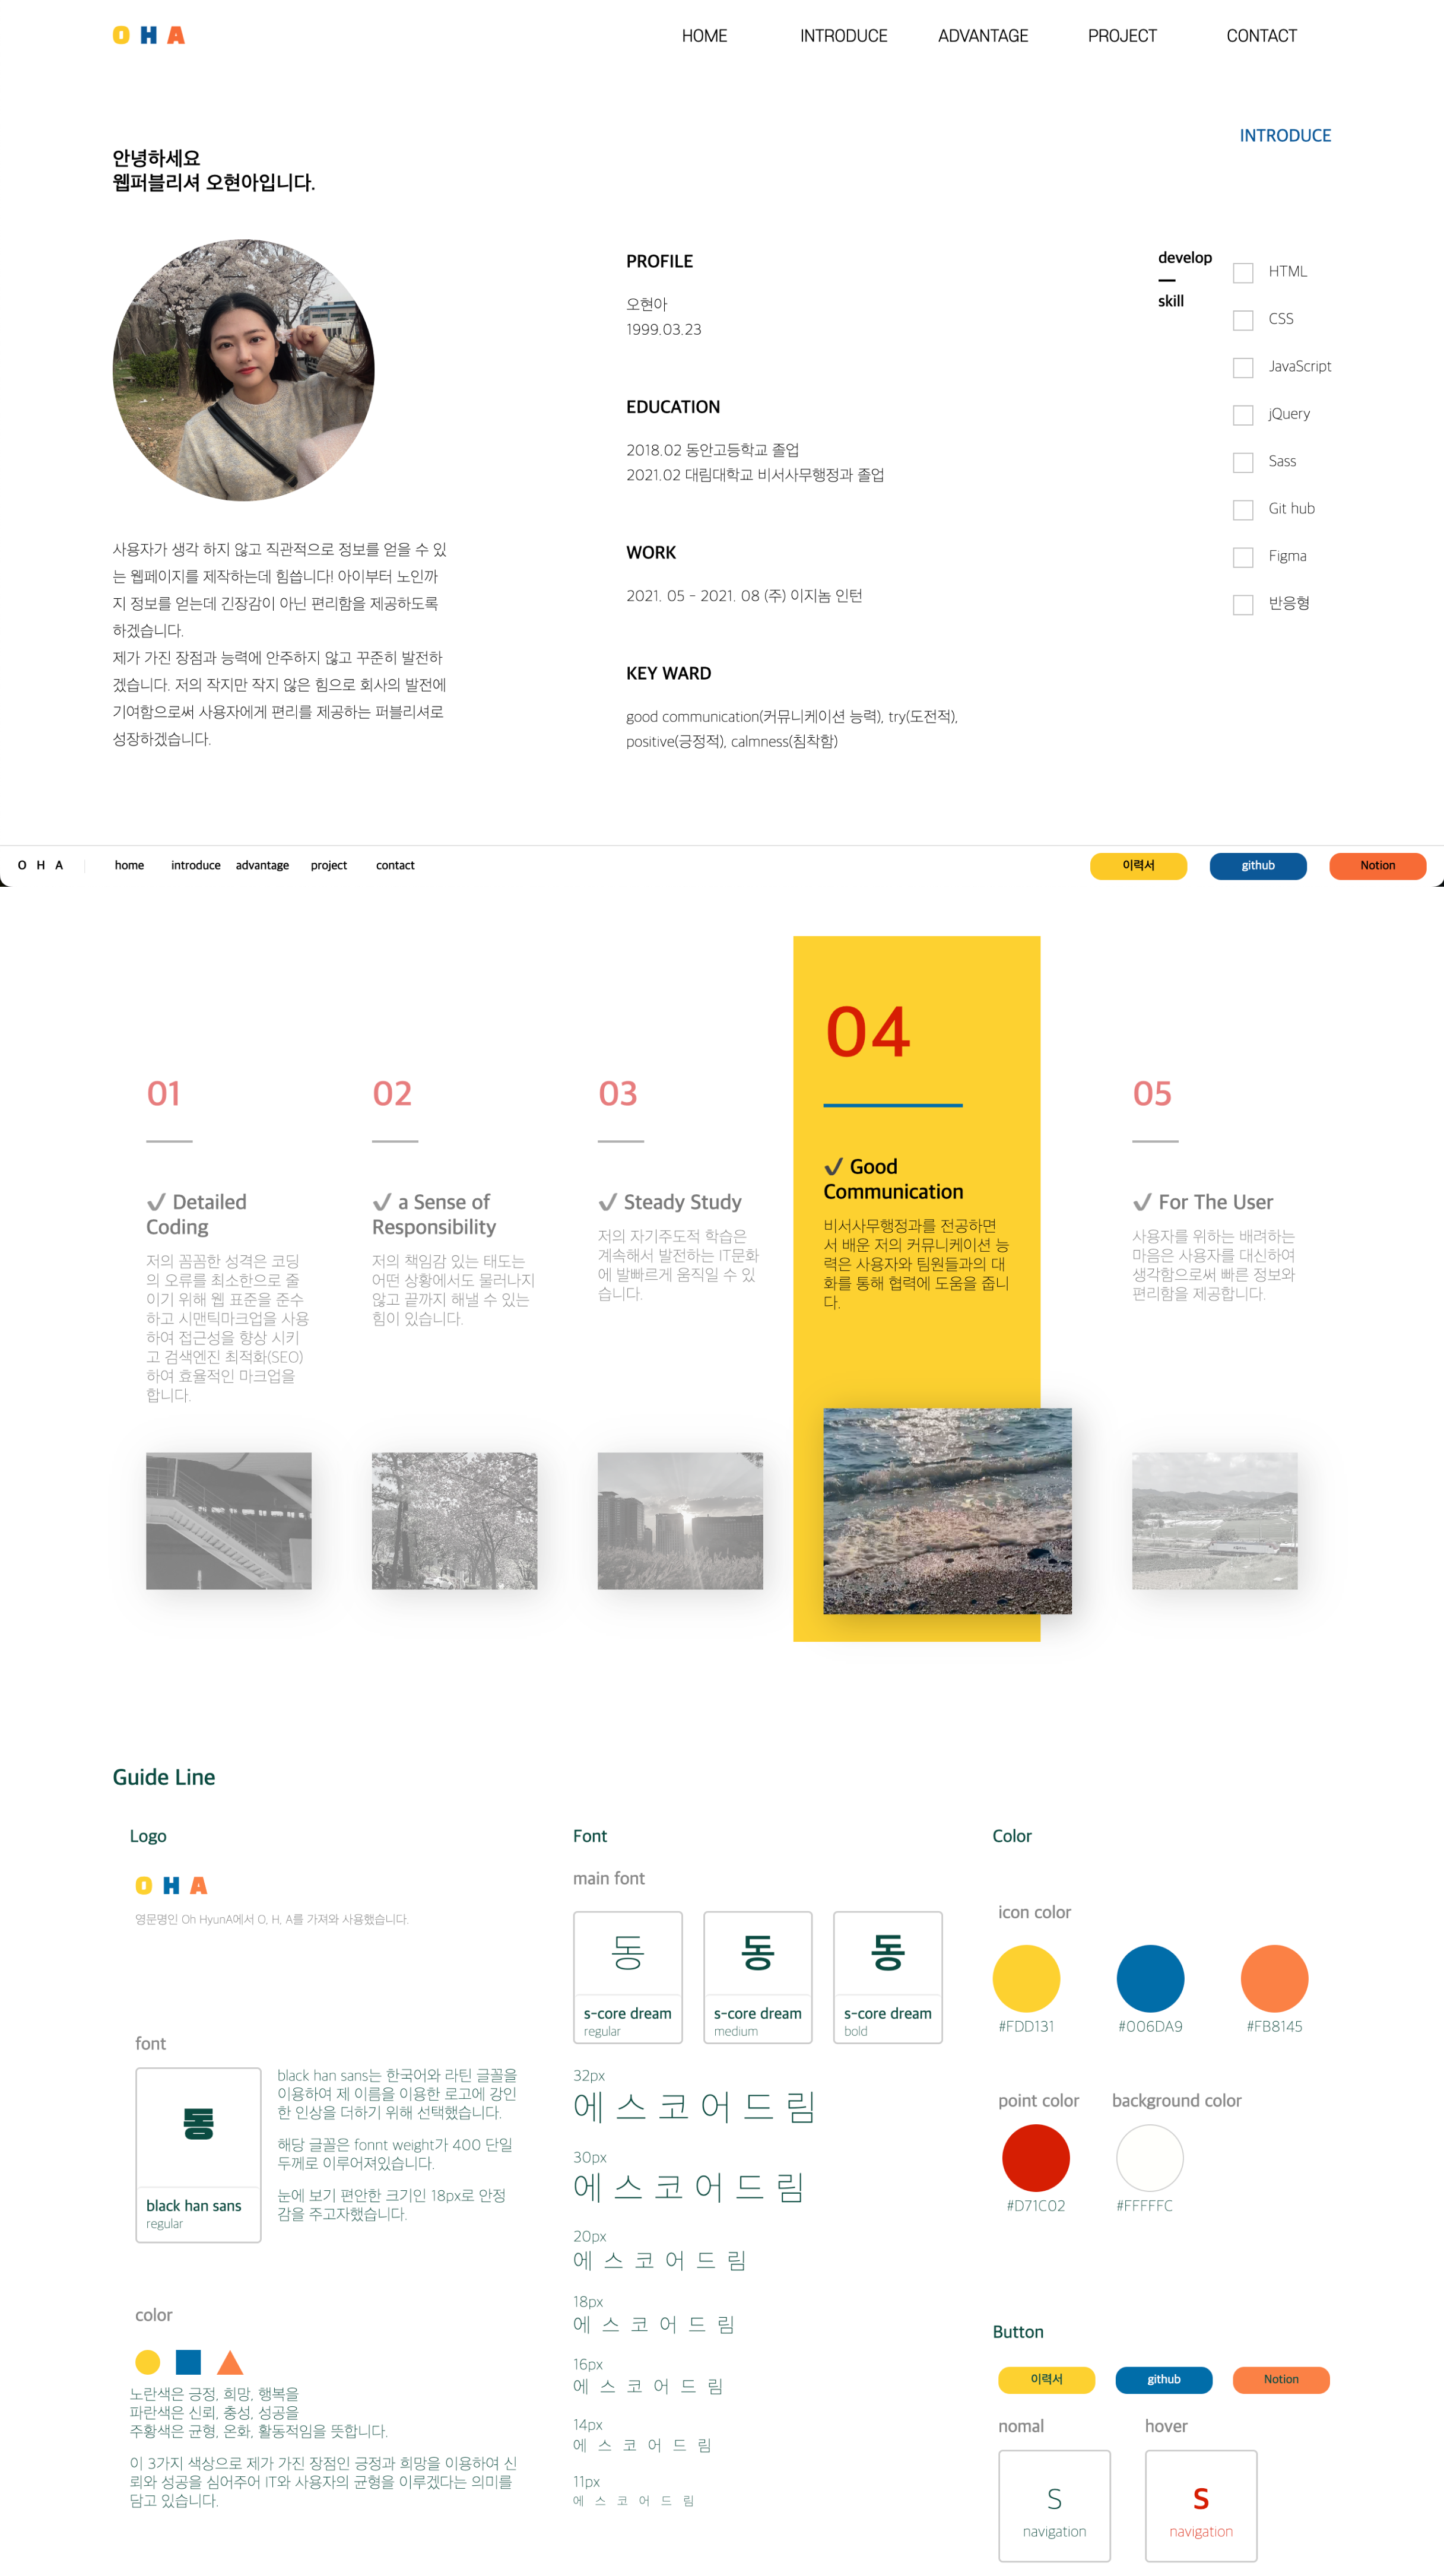 O H A
HOME
INTRODUCE
ADVANTAGE
PROJECT
CONTACT
INTRODUCE
안녕하세요
웹퍼블리셔 오현아입니다.
사용자가 생각 하지 않고 직관적으로 정보를 얻을 수 있
는 웹페이지를 제작하는데 힘씁니다! 아이부터 노인까
지 정보를 얻는데 긴장감이 아닌 편리함을 제공하도록
하겠습니다.
제가 가진 장점과 능력에 안주하지 않고 꾸준히 발전하
겠습니다. 저의 작지만 작지 않은 힘으로 회사의 발전에
기여함으로써 사용자에게 편리를 제공하는 퍼블리셔로
성장하겠습니다.
PROFILE
오현아
1999.03.23
EDUCATION
2018.02 동안고등학교 졸업
2021.02 대림대학교 비서사무행정과 졸업
WORK
2021. 05 - 2021. 08 (주) 이지놈 인턴
KEY WARD
good communication(커뮤니케이션 능력), try(도전적),
positive(긍정적), calmness(침착함)
develop
skill
HTML
CSS
JavaScript
jQuery
Sass
Git hub
Figma
반응형
O H A
home
introduce
advantage
project
contact
이력서
github
Notion
01
✓ Detailed
Coding
저의 꼼꼼한 성격은 코딩
의 오류를 최소한으로 줄
이기 위해 웹 표준을 준수
하고 시맨틱마크업을 사용
하여 접근성을 향상 시키
고 검색엔진 최적화(SEO)
하여 효율적인 마크업을
합니다.
02
✓ a Sense of
Responsibility
저의 책임감 있는 태도는
어떤 상황에서도 물러나지
않고 끝까지 해낼 수 있는
힘이 있습니다.
03
✓ Steady Study
저의 자기주도적 학습은
계속해서 발전하는 IT문화
에 발빠르게 움직일 수 있
습니다.
04
✓ Good
Communication
비서사무행정과를 전공하면
서 배운 저의 커뮤니케이션 능
력은 사용자와 팀원들과의 대
화를 통해 협력에 도움을 줍니
다.
05
✓ For The User
사용자를 위하는 배려하는
마음은 사용자를 대신하여
생각함으로써 빠른 정보와
편리함을 제공합니다.
Guide Line
Logo
O H A
영문명인 Oh HyunA에서 O, H, A를 가져와 사용했습니다.
font
동
black han sans
regular
black han sans는 한국어와 라틴 글꼴을
이용하여 제 이름을 이용한 로고에 강인
한 인상을 더하기 위해 선택했습니다.
해당 글꼴은 fonnt weight가 400 단일
두께로 이루어져있습니다.
눈에 보기 편안한 크기인 18px로 안정
감을 주고자했습니다.
color
노란색은 긍정, 희망, 행복을
파란색은 신뢰, 충성, 성공을
주황색은 균형, 온화, 활동적임을 뜻합니다.
이 3가지 색상으로 제가 가진 장점인 긍정과 희망을 이용하여 신
뢰와 성공을 심어주어 IT와 사용자의 균형을 이루겠다는 의미를
담고 있습니다.
Font
main font
동
s-core dream
regular
동
s-core dream
medium
동
s-core dream
bold
32px
에스코어드림
30px
에스코어드림
20px
에 스 코 어 드 림
18px
에 스 코 어 드 림
16px
에 스 코 어 드 림
14px
에 스 코 어 드 림
11px
에 스 코 어 드 림
Color
icon color
#FDD131
#006DA9
#FB8145
point color
background color
#D71C02
#FFFFFC
Button
이력서
github
Notion
nomal
hover
S
navigation
S
navigation